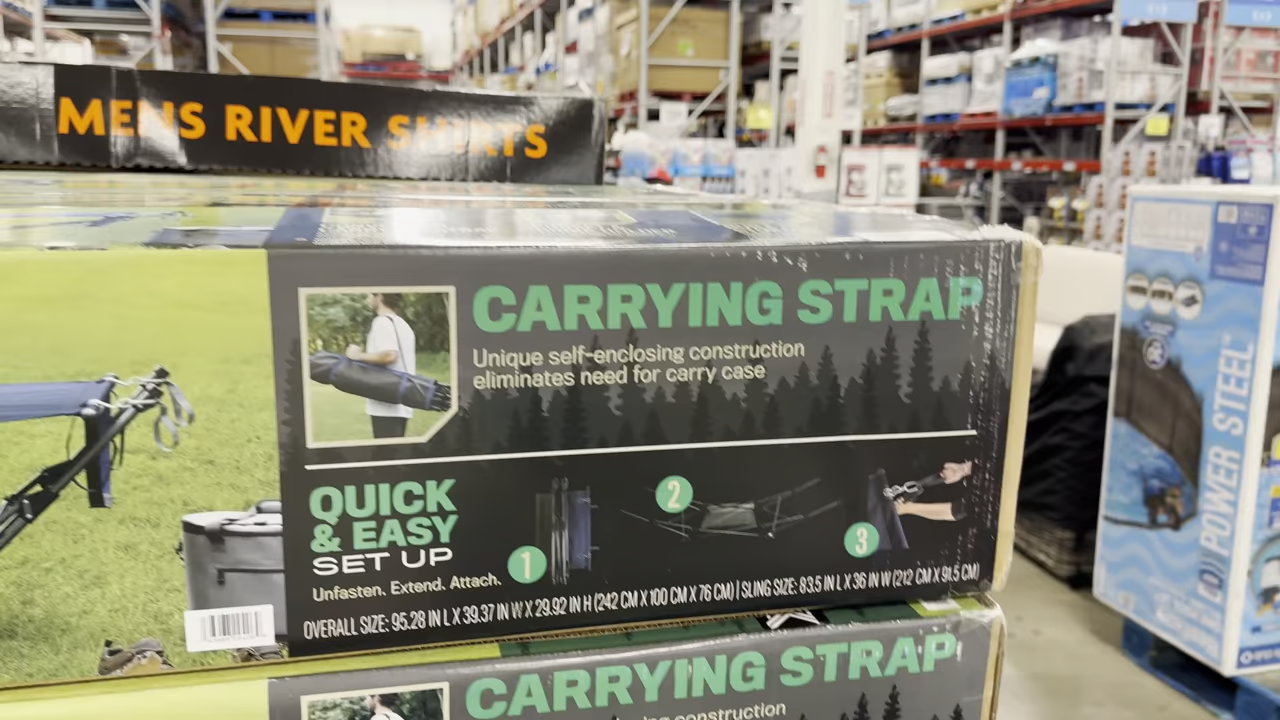 MENS RIVER SHIRTS
CARRYING STRAP
Unique self-enclosing construction
eliminates need for carry case
QUICK
& EASY
SET UP
Unfasten. Extend. Attach.
1
2
3
OVERALL SIZE: 95.28 IN L X 39.37 IN W X 29.92 IN H (242 CM X 100 CM X 76 CM) | SLING SIZE: 83.5 IN L X 36 IN W (212 CM X 91.5 CM)
CARRYING STRAP
construction
POWER STEEL